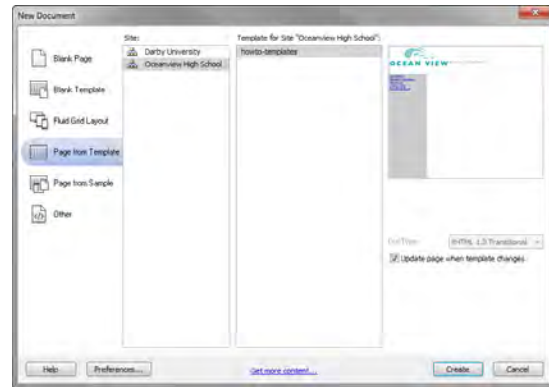 New Document
Site:
Template for Site "Oceanview High School":
Blank Page
Blank Template
Fluid Grid Layout
Page from Template
Page from Sample
Other
Darby University
Oceanview High School
howto-templates
OCEAN VIEW
DocType:
XHTML 1.0 Transitional
Update page when template changes
Help
Preferences...
Get more content...
Create
Cancel